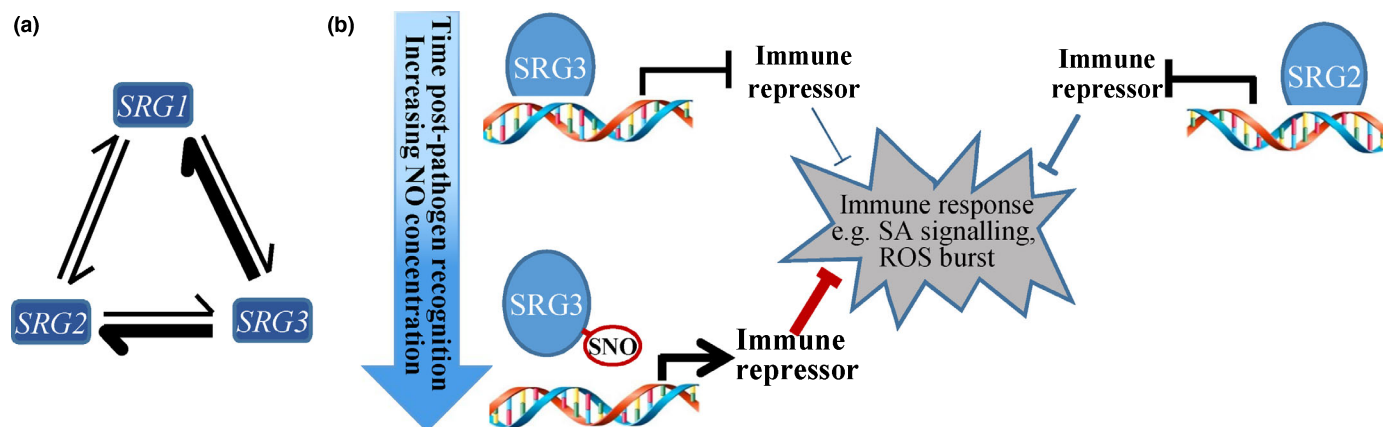 (a)
SRG1
SRG2
SRG3
(b)
Time post-pathogen recognition
Increasing NO concentration
SRG3
Immune
repressor
Immune
repressor
SRG2
Immune response
e.g. SA signalling,
ROS burst
SRG3
SNO
Immune
repressor